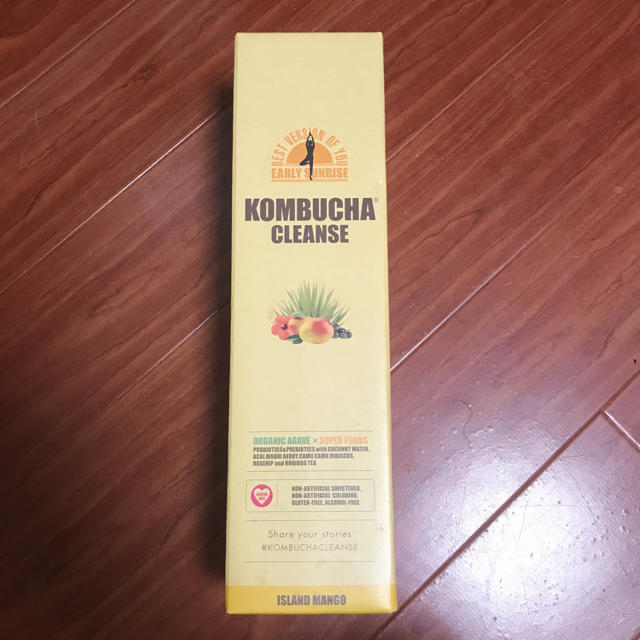 BEST VERSION OF YOU
EARLY SUNRISE
KOMBUCHA®
CLEANSE
ORGANIC AGAVE × SUPER FOODS
PROBIOTICS&PREBIOTICS with COCONUT WATER,
ACAI,MAQUI BERRY,CAMU CAMU,HIBISCUS,
ROSEHIP and ROOIBOS TEA
NON-ARTIFICIAL SWEETENER,
NON-ARTIFICIAL COLORING,
GLUTEN-FREE, ALCOHOL-FREE
Share your stories
#KOMBUCHACLEANSE
ISLAND MANGO